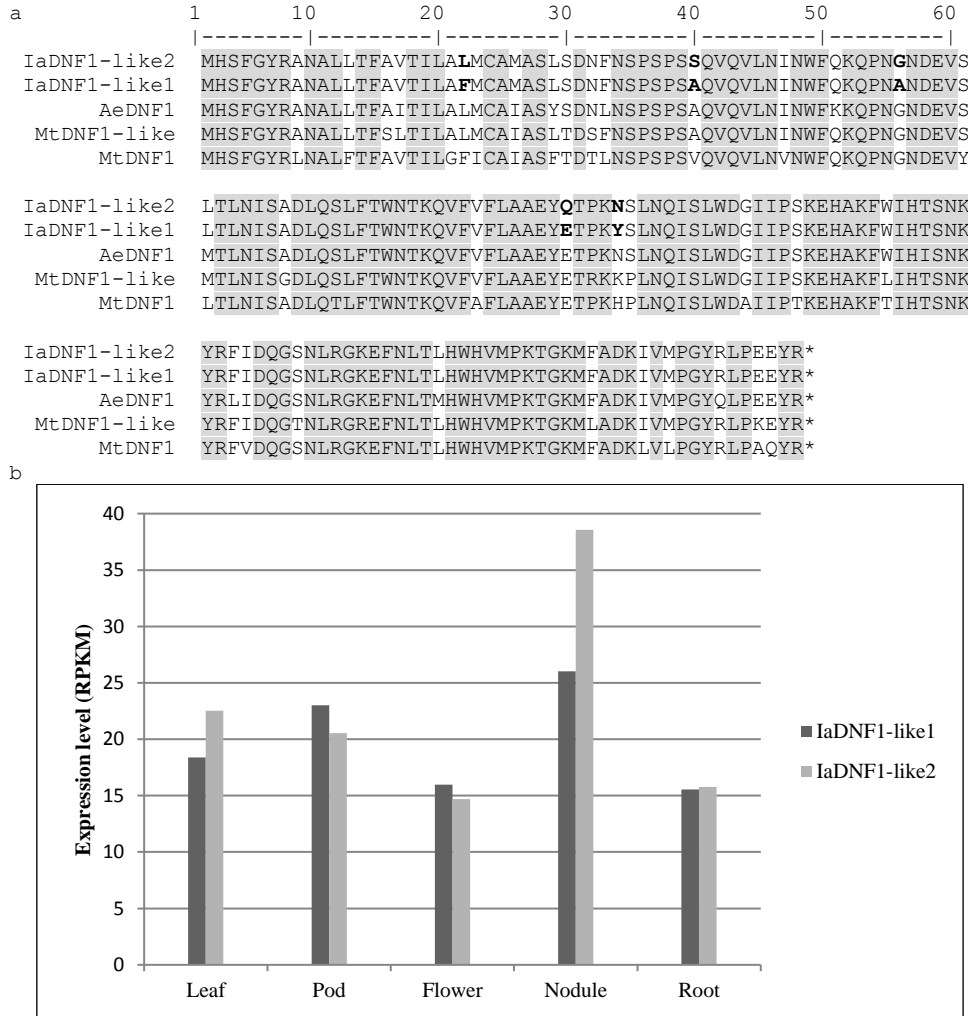 a
1 10 20 30 40 50 60
|--------|---------|---------|---------|---------|---------|-
IaDNF1-like2 MHSFGYRANALLTFAVTILALMCAMASLSDNFNSPSPSSQVQVLNINWFQKQPNGNDEVS
IaDNF1-like1 MHSFGYRANALLTFAVTILAFMCAMASLSDNFNSPSPSAQVQVLNINWFQKQPNANDEVS
AeDNF1 MHSFGYRANALLTFAITILALMCAIASYSDNFNSPSPSAQVQVLNINWFKKQPNGNDEVS
MtDNF1-like MHSFGYRANALLTFSLTILALMCAIASLTDSFNSPSPSAQVQVLNINWFQKQPNGNDEVS
MtDNF1 MHSFGYRLNALFTFAVTILGFICAIASFTDTLNSPSPSVQVQVLNVNWFQKQPNGNDEVY
IaDNF1-like2 LTLNISADLQSLFTWNTKQVFVFLAAEYQTPKNSLNQISLWDGIIPSKEHAKFWIHTSNK
IaDNF1-like1 LTLNISADLQSLFTWNTKQVFVFLAAEYETPKYSLNQISLWDGIIPSKEHAKFWIHTSNK
AeDNF1 MTLNISADLQSLFTWNTKQVFVFLAAEYETPKNSLNQISLWDGIIPSKEHAKFWIHISNK
MtDNF1-like MTLNISGDLQSLFTWNTKQVFVFLAAEYETRKKPLNQISLWDGIIPSKEHAKFLIHTSNK
MtDNF1 LTLNISADLQTLFTWNTKQVFAFLAAEYETPKHPLNQISLWDAIIPTKEHAKFTIHTSNK
IaDNF1-like2 YRFIDQGSNLRGKEFNLTLHWHVMPKTGKMFADKIVMPGYRLPEEYR*
IaDNF1-like1 YRFIDQGSNLRGKEFNLTLHWHVMPKTGKMFADKIVMPGYRLPEEYR*
AeDNF1 YRLIDQGSNLRGKEFNLTMHWHVMPKTGKMFADKIVMPGYQLPEEYR*
MtDNF1-like YRFIDQGTNLRGREFNLTLHWHVMPKTGKMLADKIVMPGYRLPKEYR*
MtDNF1 YRFVDQGSNLRGKEFNLTLHWHVMPKTGKMFADKLVLPGYRLPAQYR*
b
Expression level (RPKM)
40
35
30
25
20
15
10
5
0
Leaf Pod Flower Nodule Root
IaDNF1-like1
IaDNF1-like2